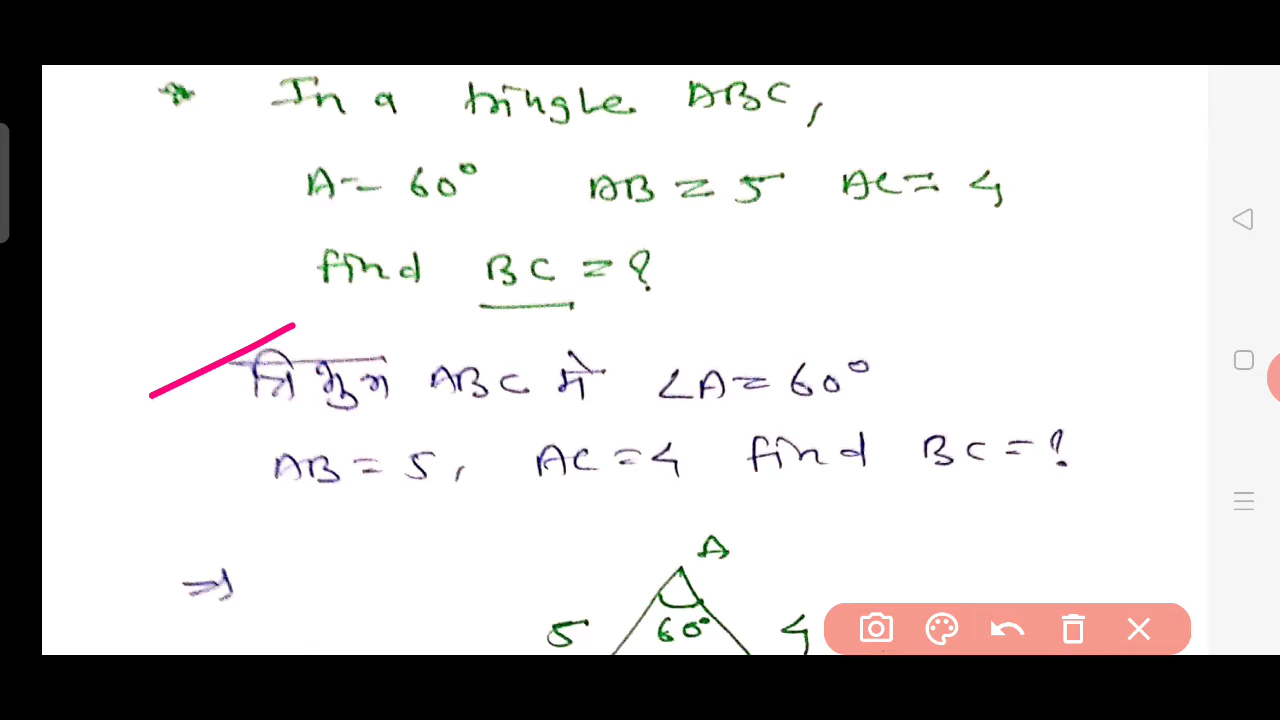 In a tringle ABC,
A = 60° AB = 5 AC = 4
find BC = ?
त्रिभुज ABC में ∠A = 60°
AB = 5, AC = 4 find BC = ?
⇒
A
5 60° 4